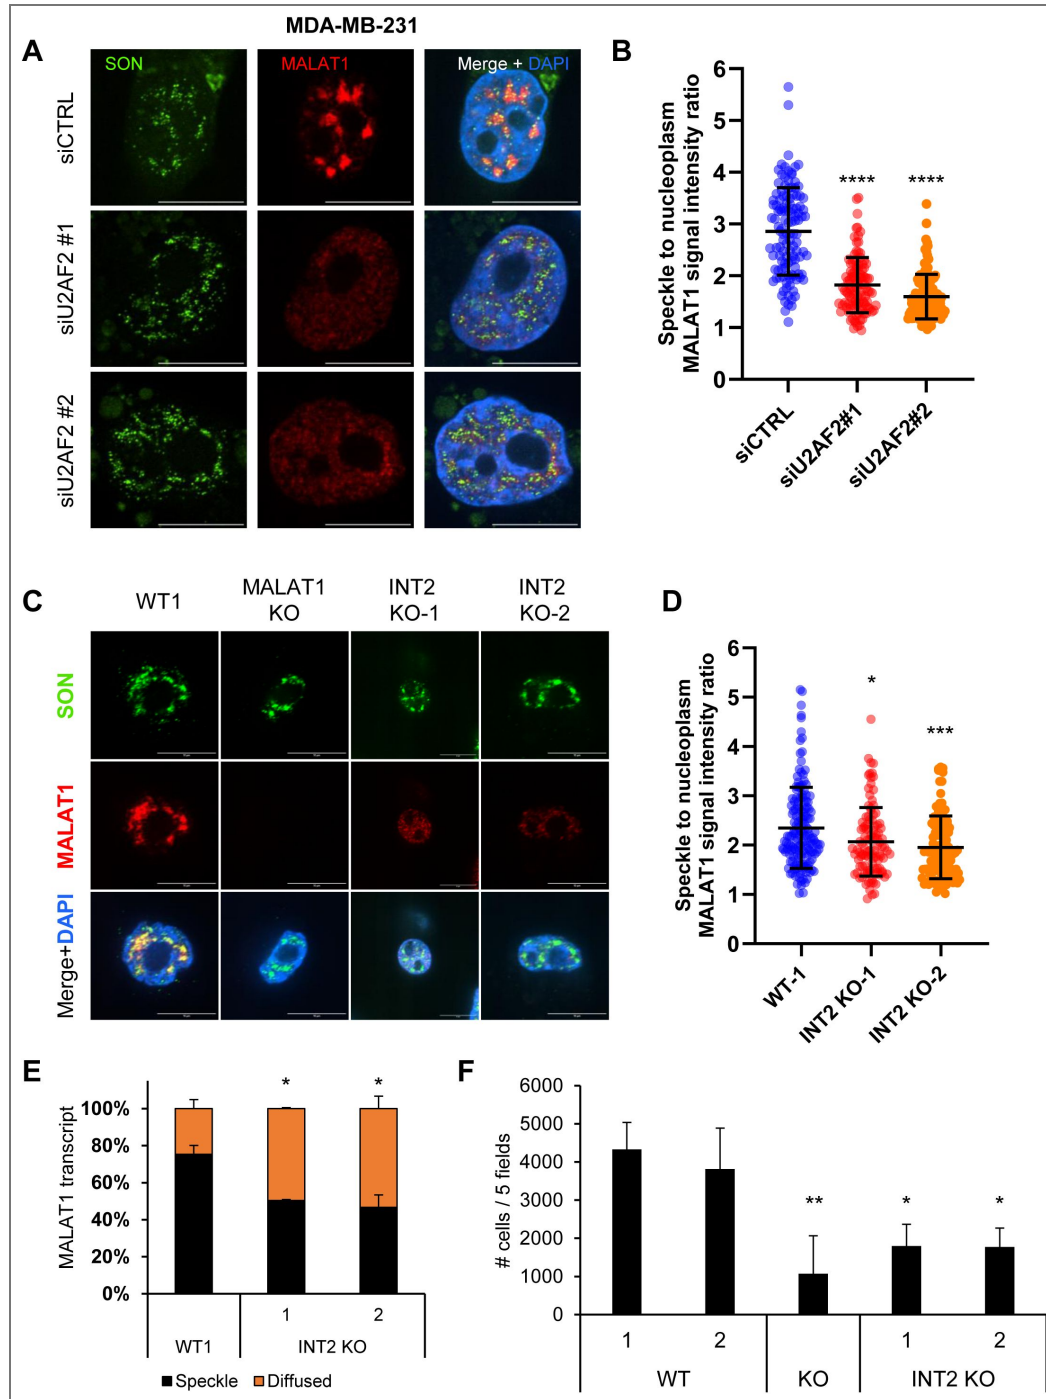 MDA-MB-231
A
SON
MALAT1
Merge + DAPI
siCTRL
siU2AF2 #1
siU2AF2 #2
B
Speckle to nucleoplasm
MALAT1 signal intensity ratio
6
5
4
3
2
1
0
****
****
siCTRL
siU2AF2#1
siU2AF2#2
C
WT1
MALAT1
KO
INT2
KO-1
INT2
KO-2
SON
MALAT1
Merge+DAPI
D
Speckle to nucleoplasm
MALAT1 signal intensity ratio
6
5
4
3
2
1
0
*
***
WT-1
INT2 KO-1
INT2 KO-2
E
MALAT1 transcript
100%
80%
60%
40%
20%
0%
*
*
1
2
WT1
INT2 KO
Speckle
Diffused
F
# cells / 5 fields
6000
5000
4000
3000
2000
1000
0
**
*
*
1
2
1
2
WT
KO
INT2 KO